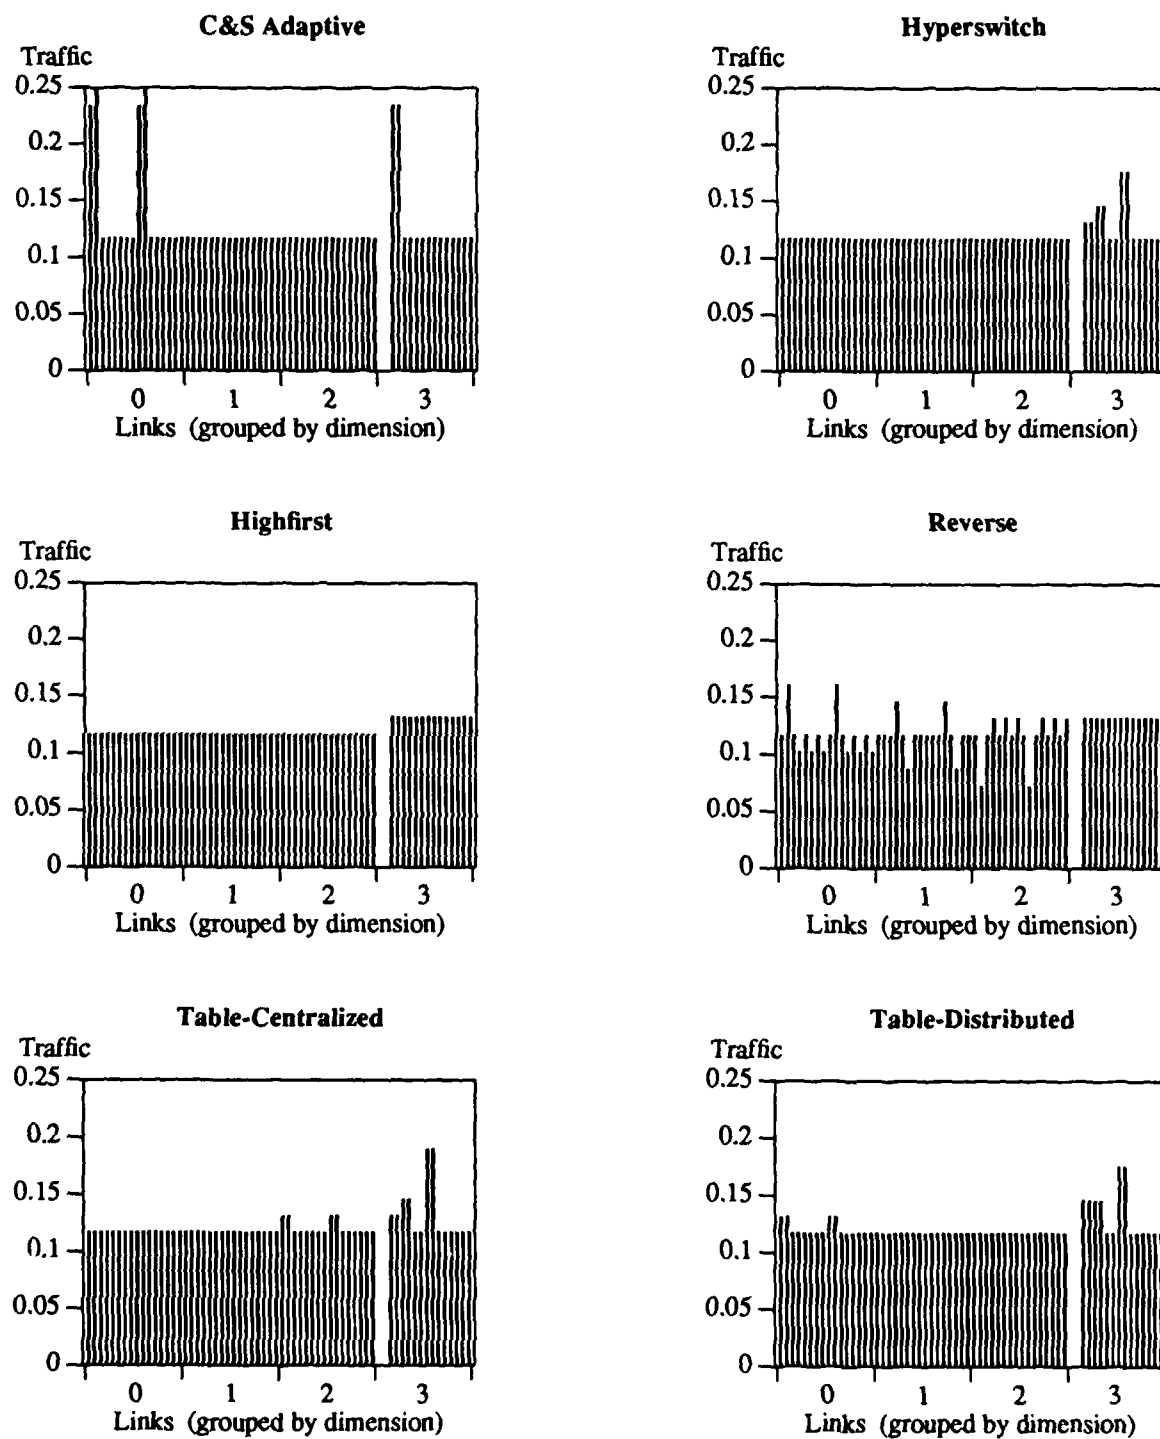 C&S Adaptive
Traffic
0.25
0.2
0.15
0.1
0.05
0
0 1 2 3
Links (grouped by dimension)
Hyperswitch
Traffic
0.25
0.2
0.15
0.1
0.05
0
0 1 2 3
Links (grouped by dimension)
Highfirst
Traffic
0.25
0.2
0.15
0.1
0.05
0
0 1 2 3
Links (grouped by dimension)
Reverse
Traffic
0.25
0.2
0.15
0.1
0.05
0
0 1 2 3
Links (grouped by dimension)
Table-Centralized
Traffic
0.25
0.2
0.15
0.1
0.05
0
0 1 2 3
Links (grouped by dimension)
Table-Distributed
Traffic
0.25
0.2
0.15
0.1
0.05
0
0 1 2 3
Links (grouped by dimension)